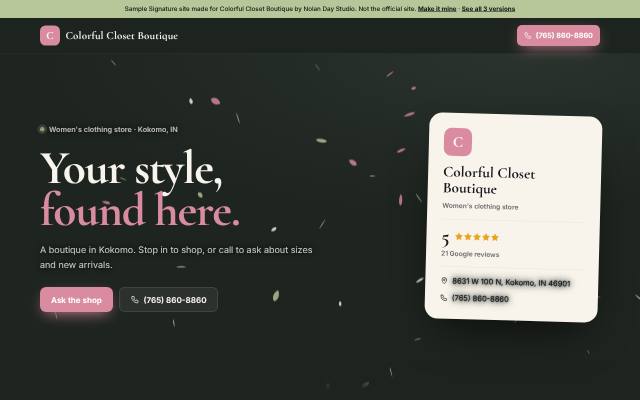 Sample Signature site made for Colorful Closet Boutique by Nolan Day Studio. Not the official site. Make it mine · See all 3 versions
C Colorful Closet Boutique
(765) 860-8860
Women's clothing store · Kokomo, IN
Your style,
found here.
A boutique in Kokomo. Stop in to shop, or call to ask about sizes
and new arrivals.
Ask the shop
(765) 860-8860
C
Colorful Closet
Boutique
Women's clothing store
5
21 Google reviews
8631 W 100 N, Kokomo, IN 46901
(765) 860-8860